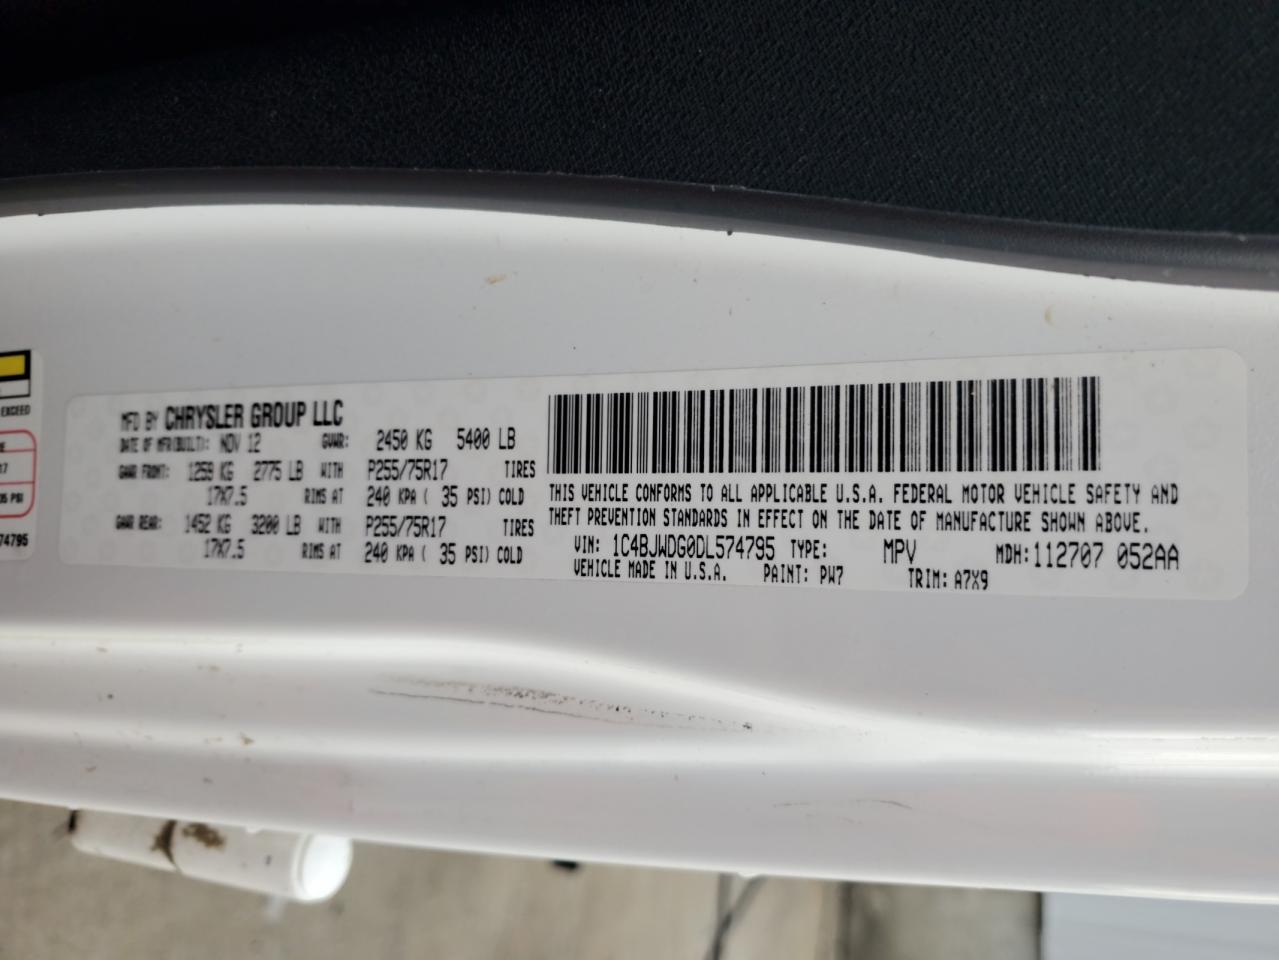 EXCEED
17
35 PSI
74795
MFD BY CHRYSLER GROUP LLC
DATE OF MFR(BUILT): NOV 12 GVWR: 2450 KG 5400 LB
GAWR FRONT: 1259 KG 2775 LB WITH P255/75R17 TIRES
17X7.5 RIMS AT 240 KPA ( 35 PSI) COLD
GAWR REAR: 1452 KG 3200 LB WITH P255/75R17 TIRES
17X7.5 RIMS AT 240 KPA ( 35 PSI) COLD
THIS VEHICLE CONFORMS TO ALL APPLICABLE U.S.A. FEDERAL MOTOR VEHICLE SAFETY AND
THEFT PREVENTION STANDARDS IN EFFECT ON THE DATE OF MANUFACTURE SHOWN ABOVE.
VIN: 1C4BJWDG0DL574795 TYPE: MPV MDH:112707 052AA
VEHICLE MADE IN U.S.A. PAINT: PW7 TRIM: A7X9